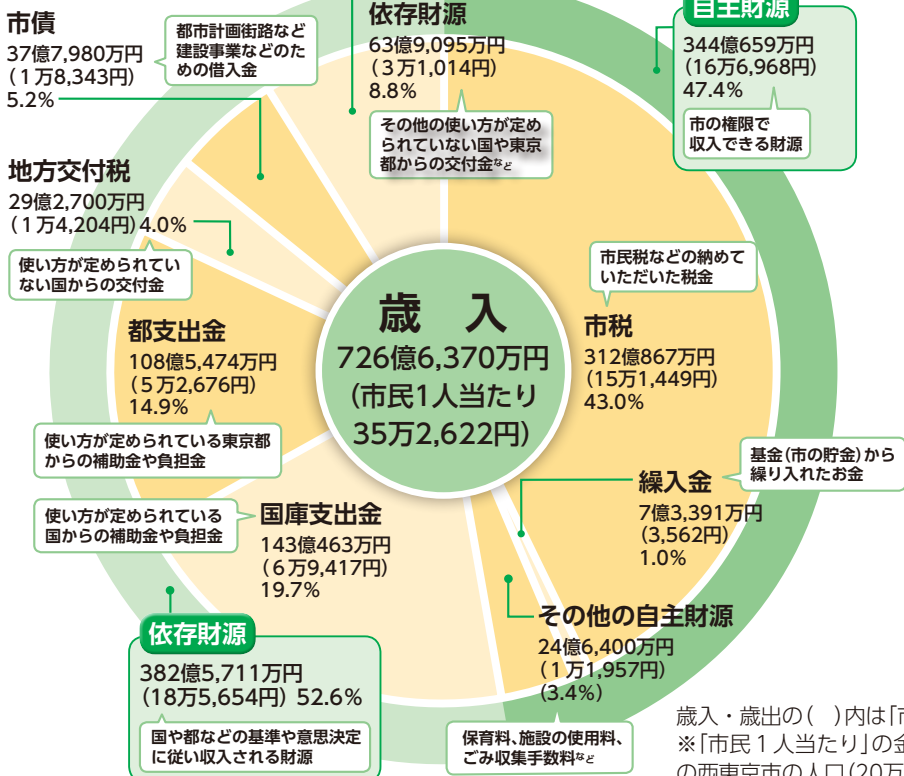 市債
37億7,980万円
(1万8,343円)
5.2%
都市計画街路など
建設事業などのた
めの借入金
依存財源
63億9,095万円
(3万1,014円)
8.8%
その他の使い方が定め
られていない国や東京
都からの交付金など
自主財源
344億659万円
(16万6,968円)
47.4%
市の権限で
収入できる財源
地方交付税
29億2,700万円
(1万4,204円)4.0%
使い方が定められてい
ない国からの交付金
歳 入
726億6,370万円
(市民1人当たり
35万2,622円)
市民税などの納めて
いただいた税金
市税
312億867万円
(15万1,449円)
43.0%
都支出金
108億5,474万円
(5万2,676円)
14.9%
使い方が定められている東京都
からの補助金や負担金
基金(市の貯金)から
繰り入れたお金
繰入金
7億3,391万円
(3,562円)
1.0%
使い方が定められている
国からの補助金や負担金
国庫支出金
143億463万円
(6万9,417円)
19.7%
その他の自主財源
24億6,400万円
(1万1,957円)
(3.4%)
保育料、施設の使用料、
ごみ収集手数料など
依存財源
382億5,711万円
(18万5,654円) 52.6%
国や都などの基準や意思決定
に従い収入される財源
歳入・歳出の( )内は「市
※「市民1人当たり」の金
の西東京市の人口(20万